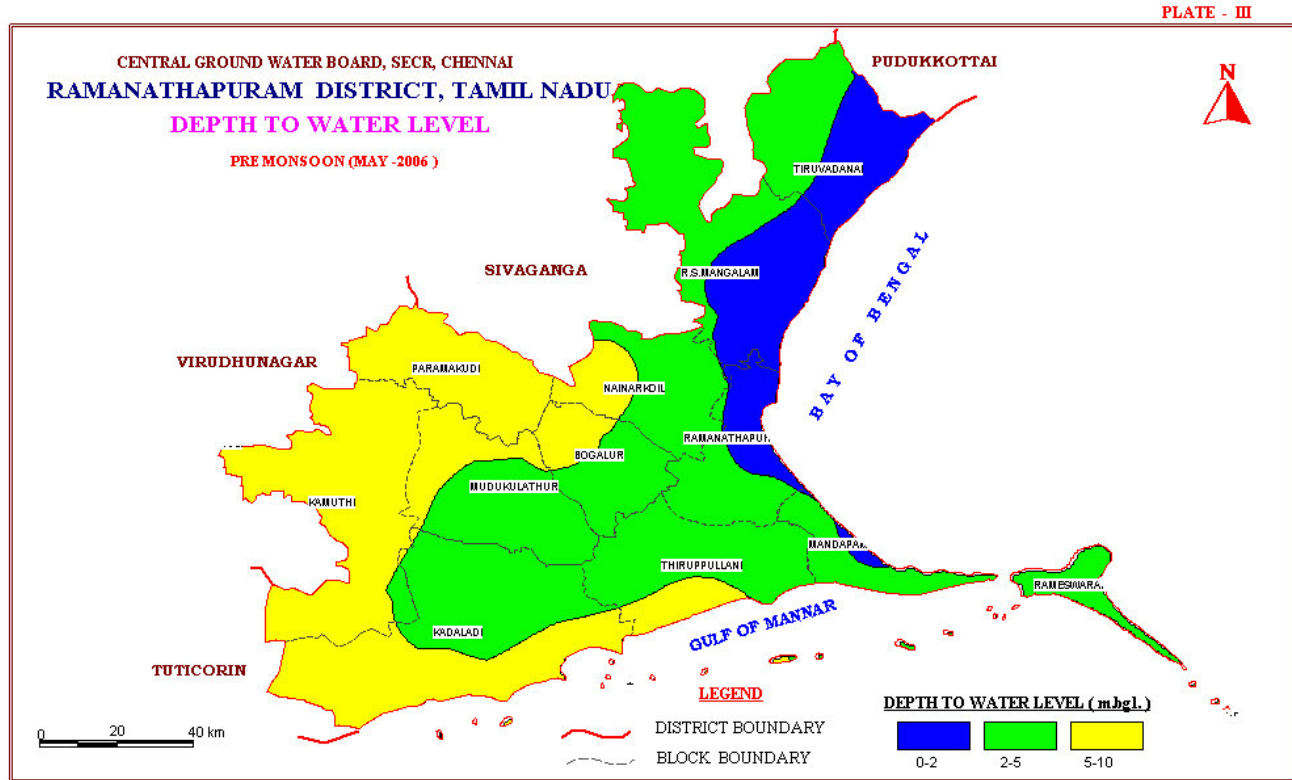 PLATE - III
CENTRAL GROUND WATER BOARD, SECR, CHENNAI
RAMANATHAPURAM DISTRICT, TAMIL NADU
DEPTH TO WATER LEVEL
PRE MONSOON (MAY -2006 )
PUDUKKOTTAI
N
TIRUVADANAI
SIVAGANGA
R.S.MANGALAM
BAY OF BENGAL
VIRUDHUNAGAR
PARAMAKUDI
NAINARKOIL
RAMANATHAPUR
BOGALUR
MUDUKULATHUR
KAMUTHI
MANDAPAM
THIRUPPULLANI
RAMESWARA
KADALADI
GULF OF MANNAR
TUTICORIN
LEGEND
DISTRICT BOUNDARY
BLOCK BOUNDARY
DEPTH TO WATER LEVEL ( m.bgl. )
0-2 2-5 5-10
0 20 40 km